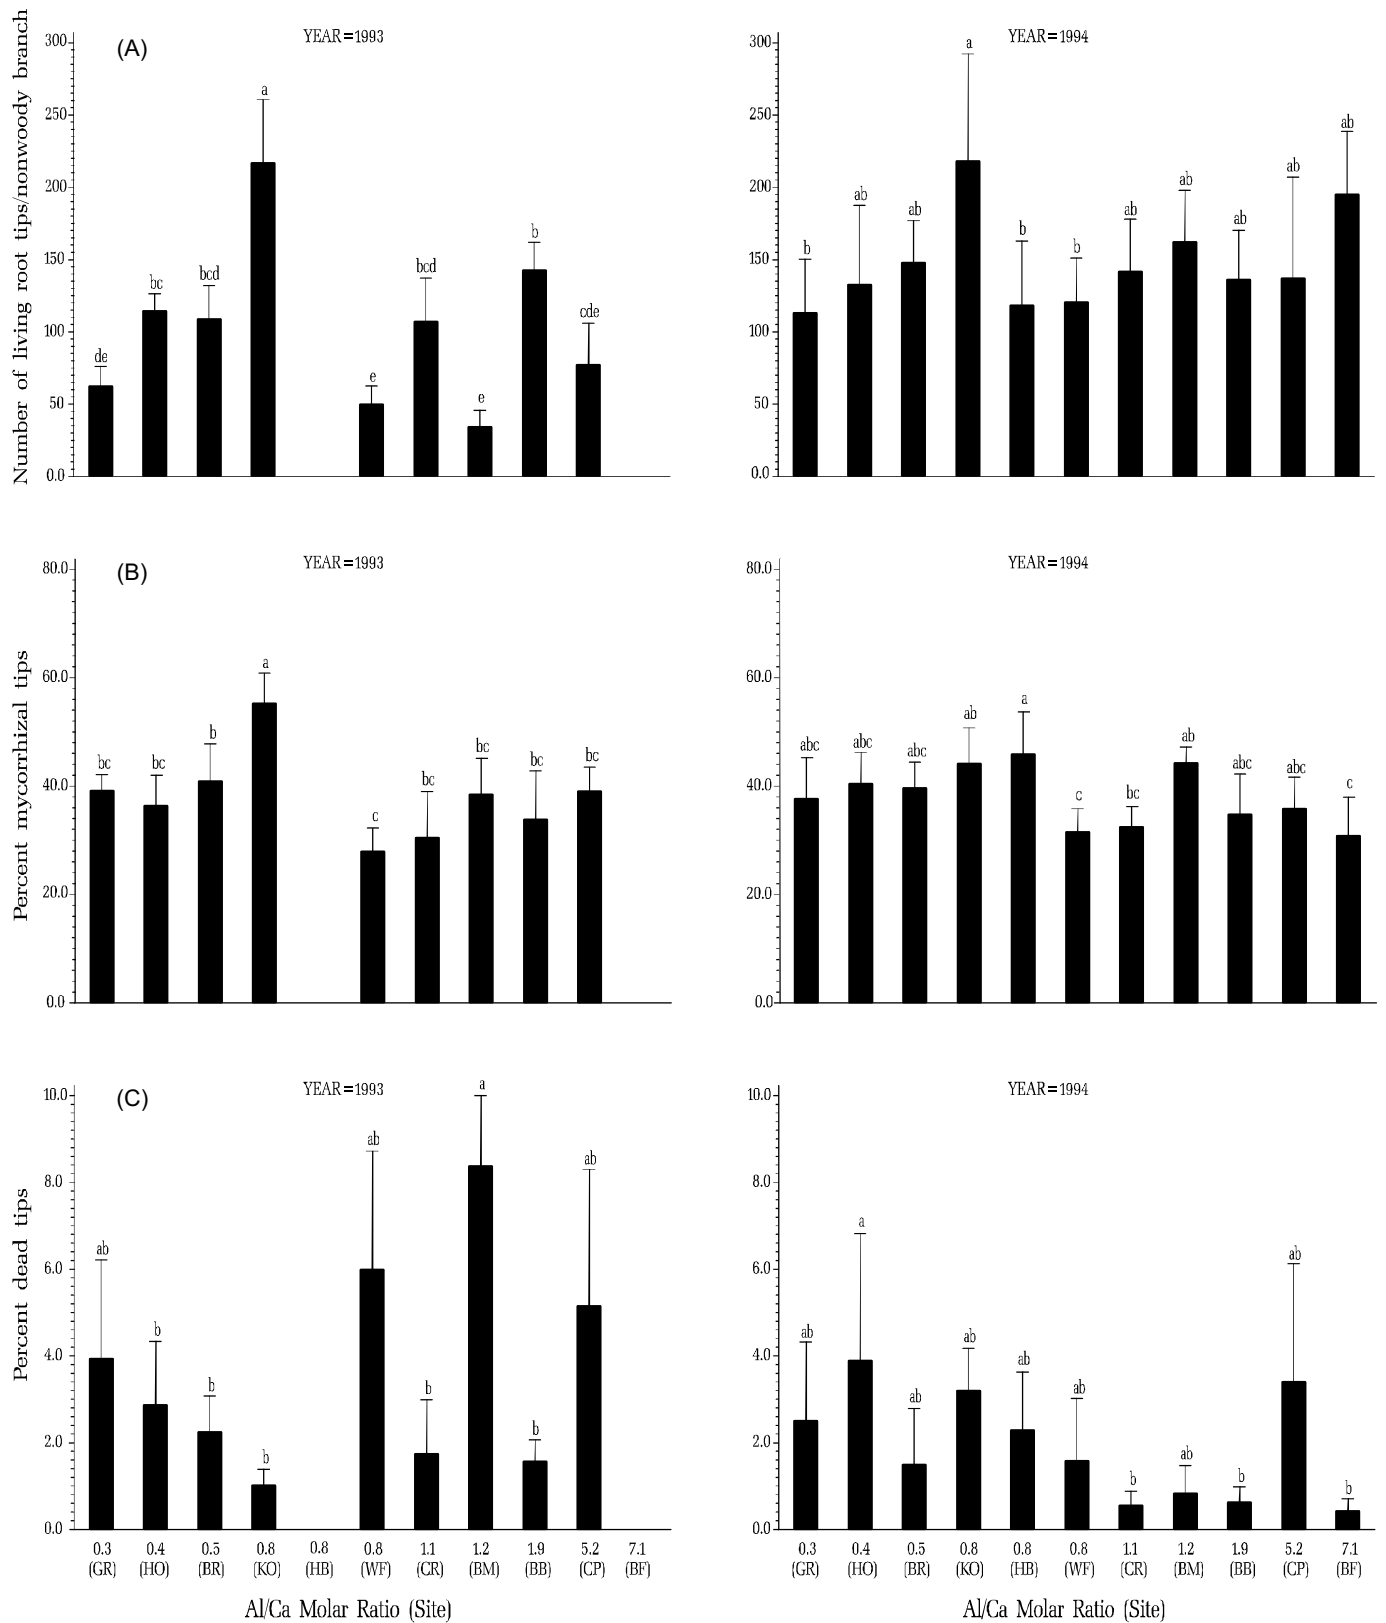 (A)
YEAR=1993
YEAR=1994
Number of living root tips/nonwoody branch
300
250
200
150
100
50
0.0
de
bc
bcd
a
e
bcd
e
b
cde
300
250
200
150
100
50
0.0
b
ab
ab
a
b
b
ab
ab
ab
ab
ab
(B)
YEAR=1993
YEAR=1994
Percent mycorrhizal tips
80.0
60.0
40.0
20.0
0.0
bc
bc
b
a
c
bc
bc
bc
bc
80.0
60.0
40.0
20.0
0.0
abc
abc
abc
ab
a
c
bc
ab
abc
abc
c
(C)
YEAR=1993
YEAR=1994
Percent dead tips
10.0
8.0
6.0
4.0
2.0
0.0
ab
b
b
b
ab
b
a
b
ab
10.0
8.0
6.0
4.0
2.0
0.0
ab
a
ab
ab
ab
ab
b
ab
b
ab
b
0.3 0.4 0.5 0.8 0.8 0.8 1.1 1.2 1.9 5.2 7.1
(GR) (HO) (BR) (KO) (HB) (WF) (CR) (BM) (BB) (CP) (BF)
Al/Ca Molar Ratio (Site)
0.3 0.4 0.5 0.8 0.8 0.8 1.1 1.2 1.9 5.2 7.1
(GR) (HO) (BR) (KO) (HB) (WF) (CR) (BM) (BB) (CP) (BF)
Al/Ca Molar Ratio (Site)